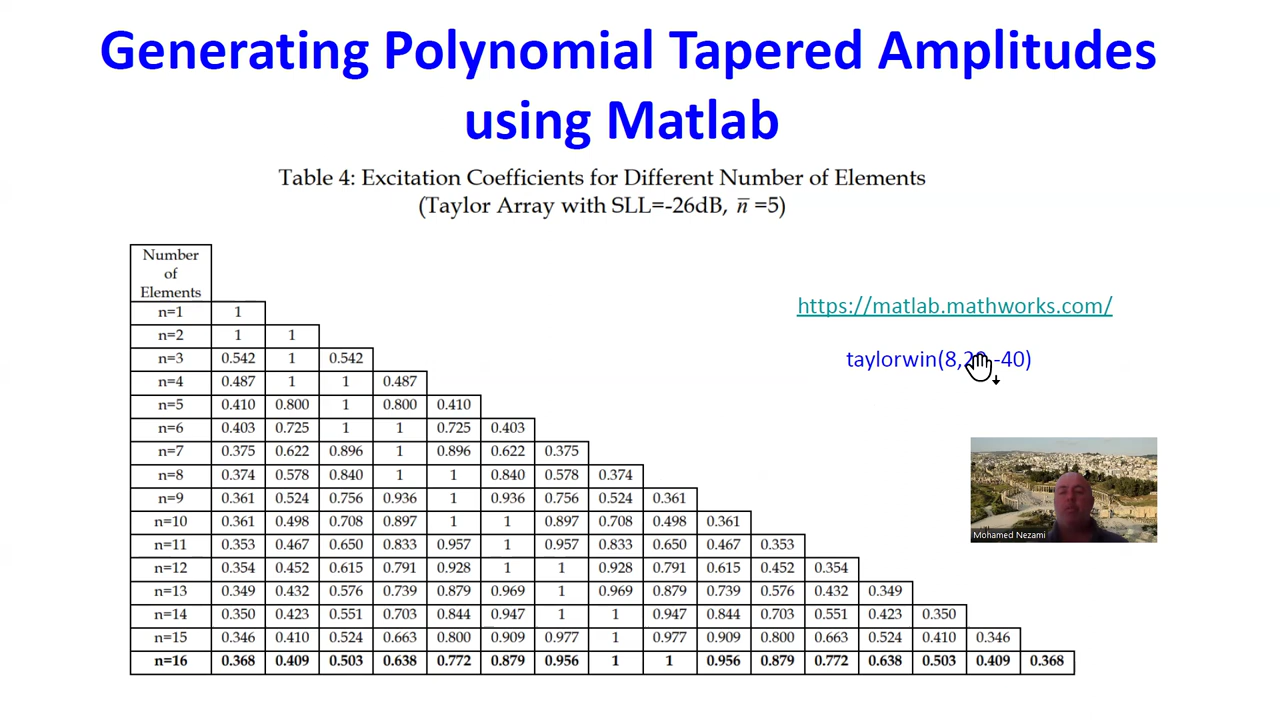 Generating Polynomial Tapered Amplitudes
using Matlab
Table 4: Excitation Coefficients for Different Number of Elements
(Taylor Array with SLL=-26dB, n̅ =5)
Number
of
Elements
n=1 1
n=2 1 1
n=3 0.542 1 0.542
n=4 0.487 1 1 0.487
n=5 0.410 0.800 1 0.800 0.410
n=6 0.403 0.725 1 1 0.725 0.403
n=7 0.375 0.622 0.896 1 0.896 0.622 0.375
n=8 0.374 0.578 0.840 1 1 0.840 0.578 0.374
n=9 0.361 0.524 0.756 0.936 1 0.936 0.756 0.524 0.361
n=10 0.361 0.498 0.708 0.897 1 1 0.897 0.708 0.498 0.361
n=11 0.353 0.467 0.650 0.833 0.957 1 0.957 0.833 0.650 0.467 0.353
n=12 0.354 0.452 0.615 0.791 0.928 1 1 0.928 0.791 0.615 0.452 0.354
n=13 0.349 0.432 0.576 0.739 0.879 0.969 1 0.969 0.879 0.739 0.576 0.432 0.349
n=14 0.350 0.423 0.551 0.703 0.844 0.947 1 1 0.947 0.844 0.703 0.551 0.423 0.350
n=15 0.346 0.410 0.524 0.663 0.800 0.909 0.977 1 0.977 0.909 0.800 0.663 0.524 0.410 0.346
n=16 0.368 0.409 0.503 0.638 0.772 0.879 0.956 1 1 0.956 0.879 0.772 0.638 0.503 0.409 0.368
https://matlab.mathworks.com/
taylorwin(8, -40)
Mohamed Nezami